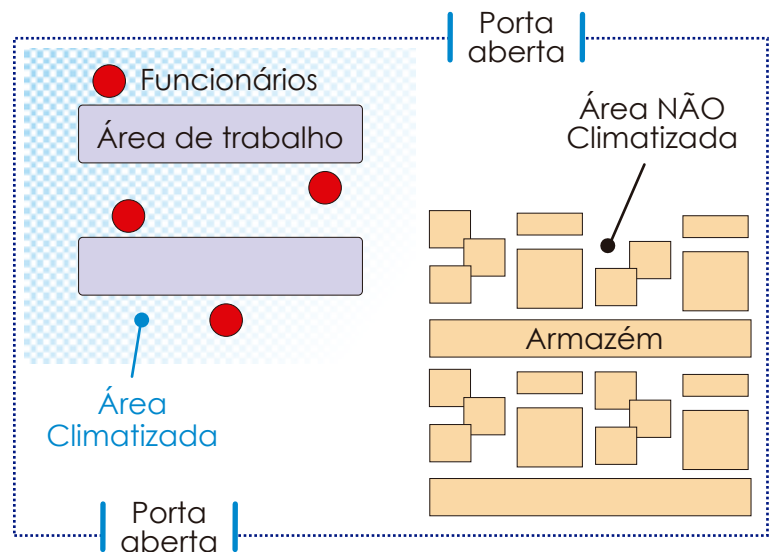 Porta
aberta
Funcionários
Área de trabalho
Área NÃO
Climatizada
Armazém
Área
Climatizada
Porta
aberta